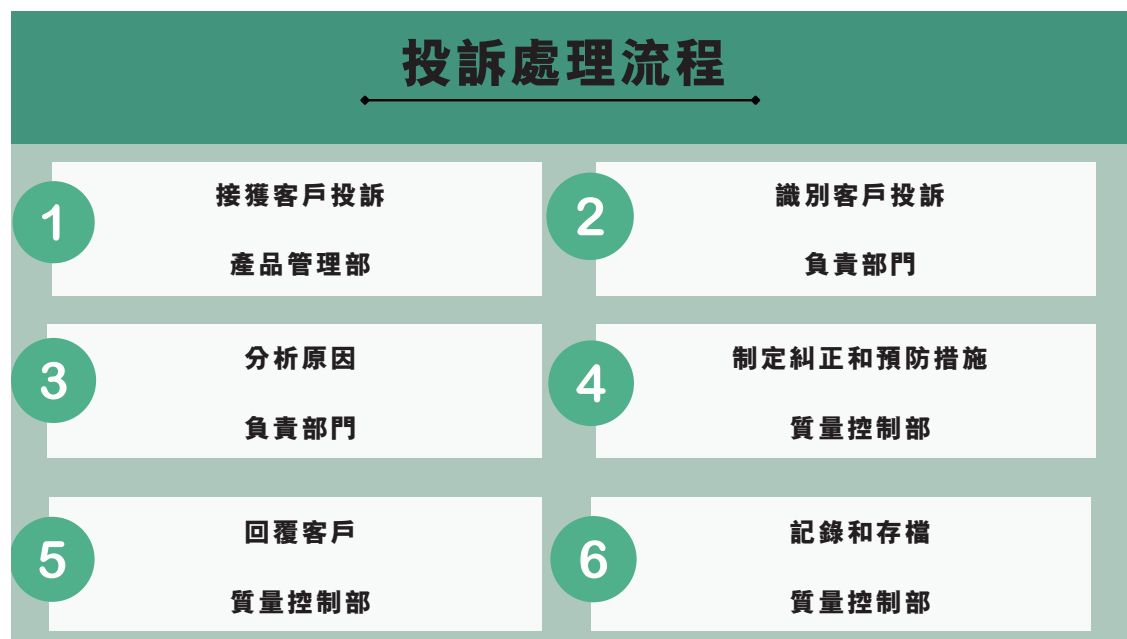 投訴處理流程
1
接獲客戶投訴
產品管理部
2
識別客戶投訴
負責部門
3
分析原因
負責部門
4
制定糾正和預防措施
質量控制部
5
回覆客戶
質量控制部
6
記錄和存檔
質量控制部